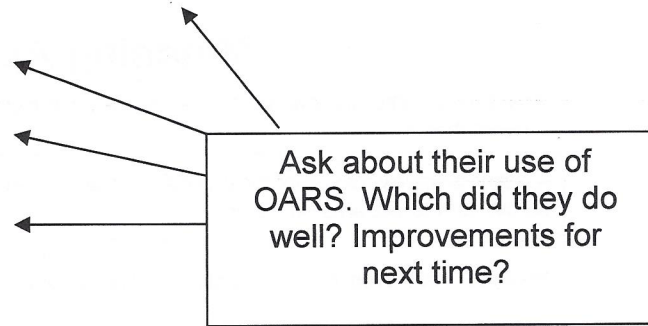 Ask about their use of
OARS. Which did they do
well? Improvements for
next time?